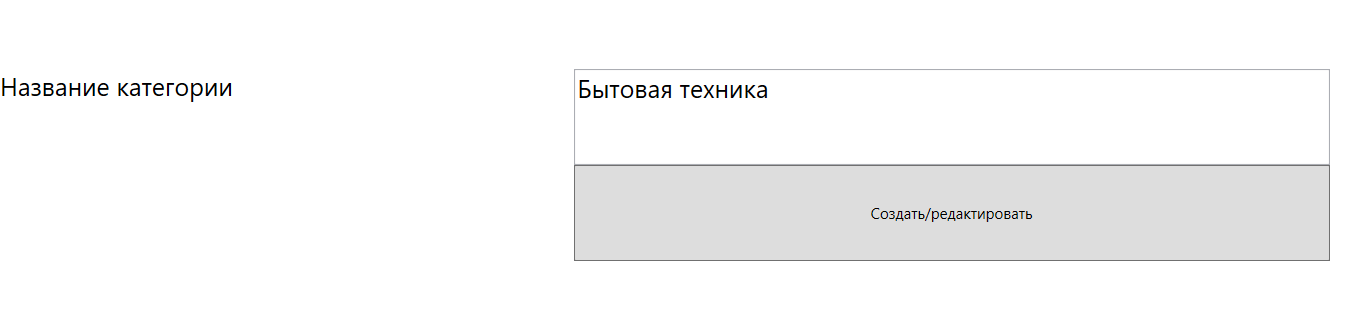 Название категории
Бытовая техника
Создать/редактировать